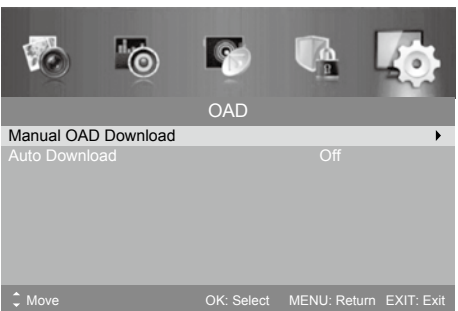 OAD
Manual OAD Download
Auto Download Off
Move OK: Select MENU: Return EXIT: Exit